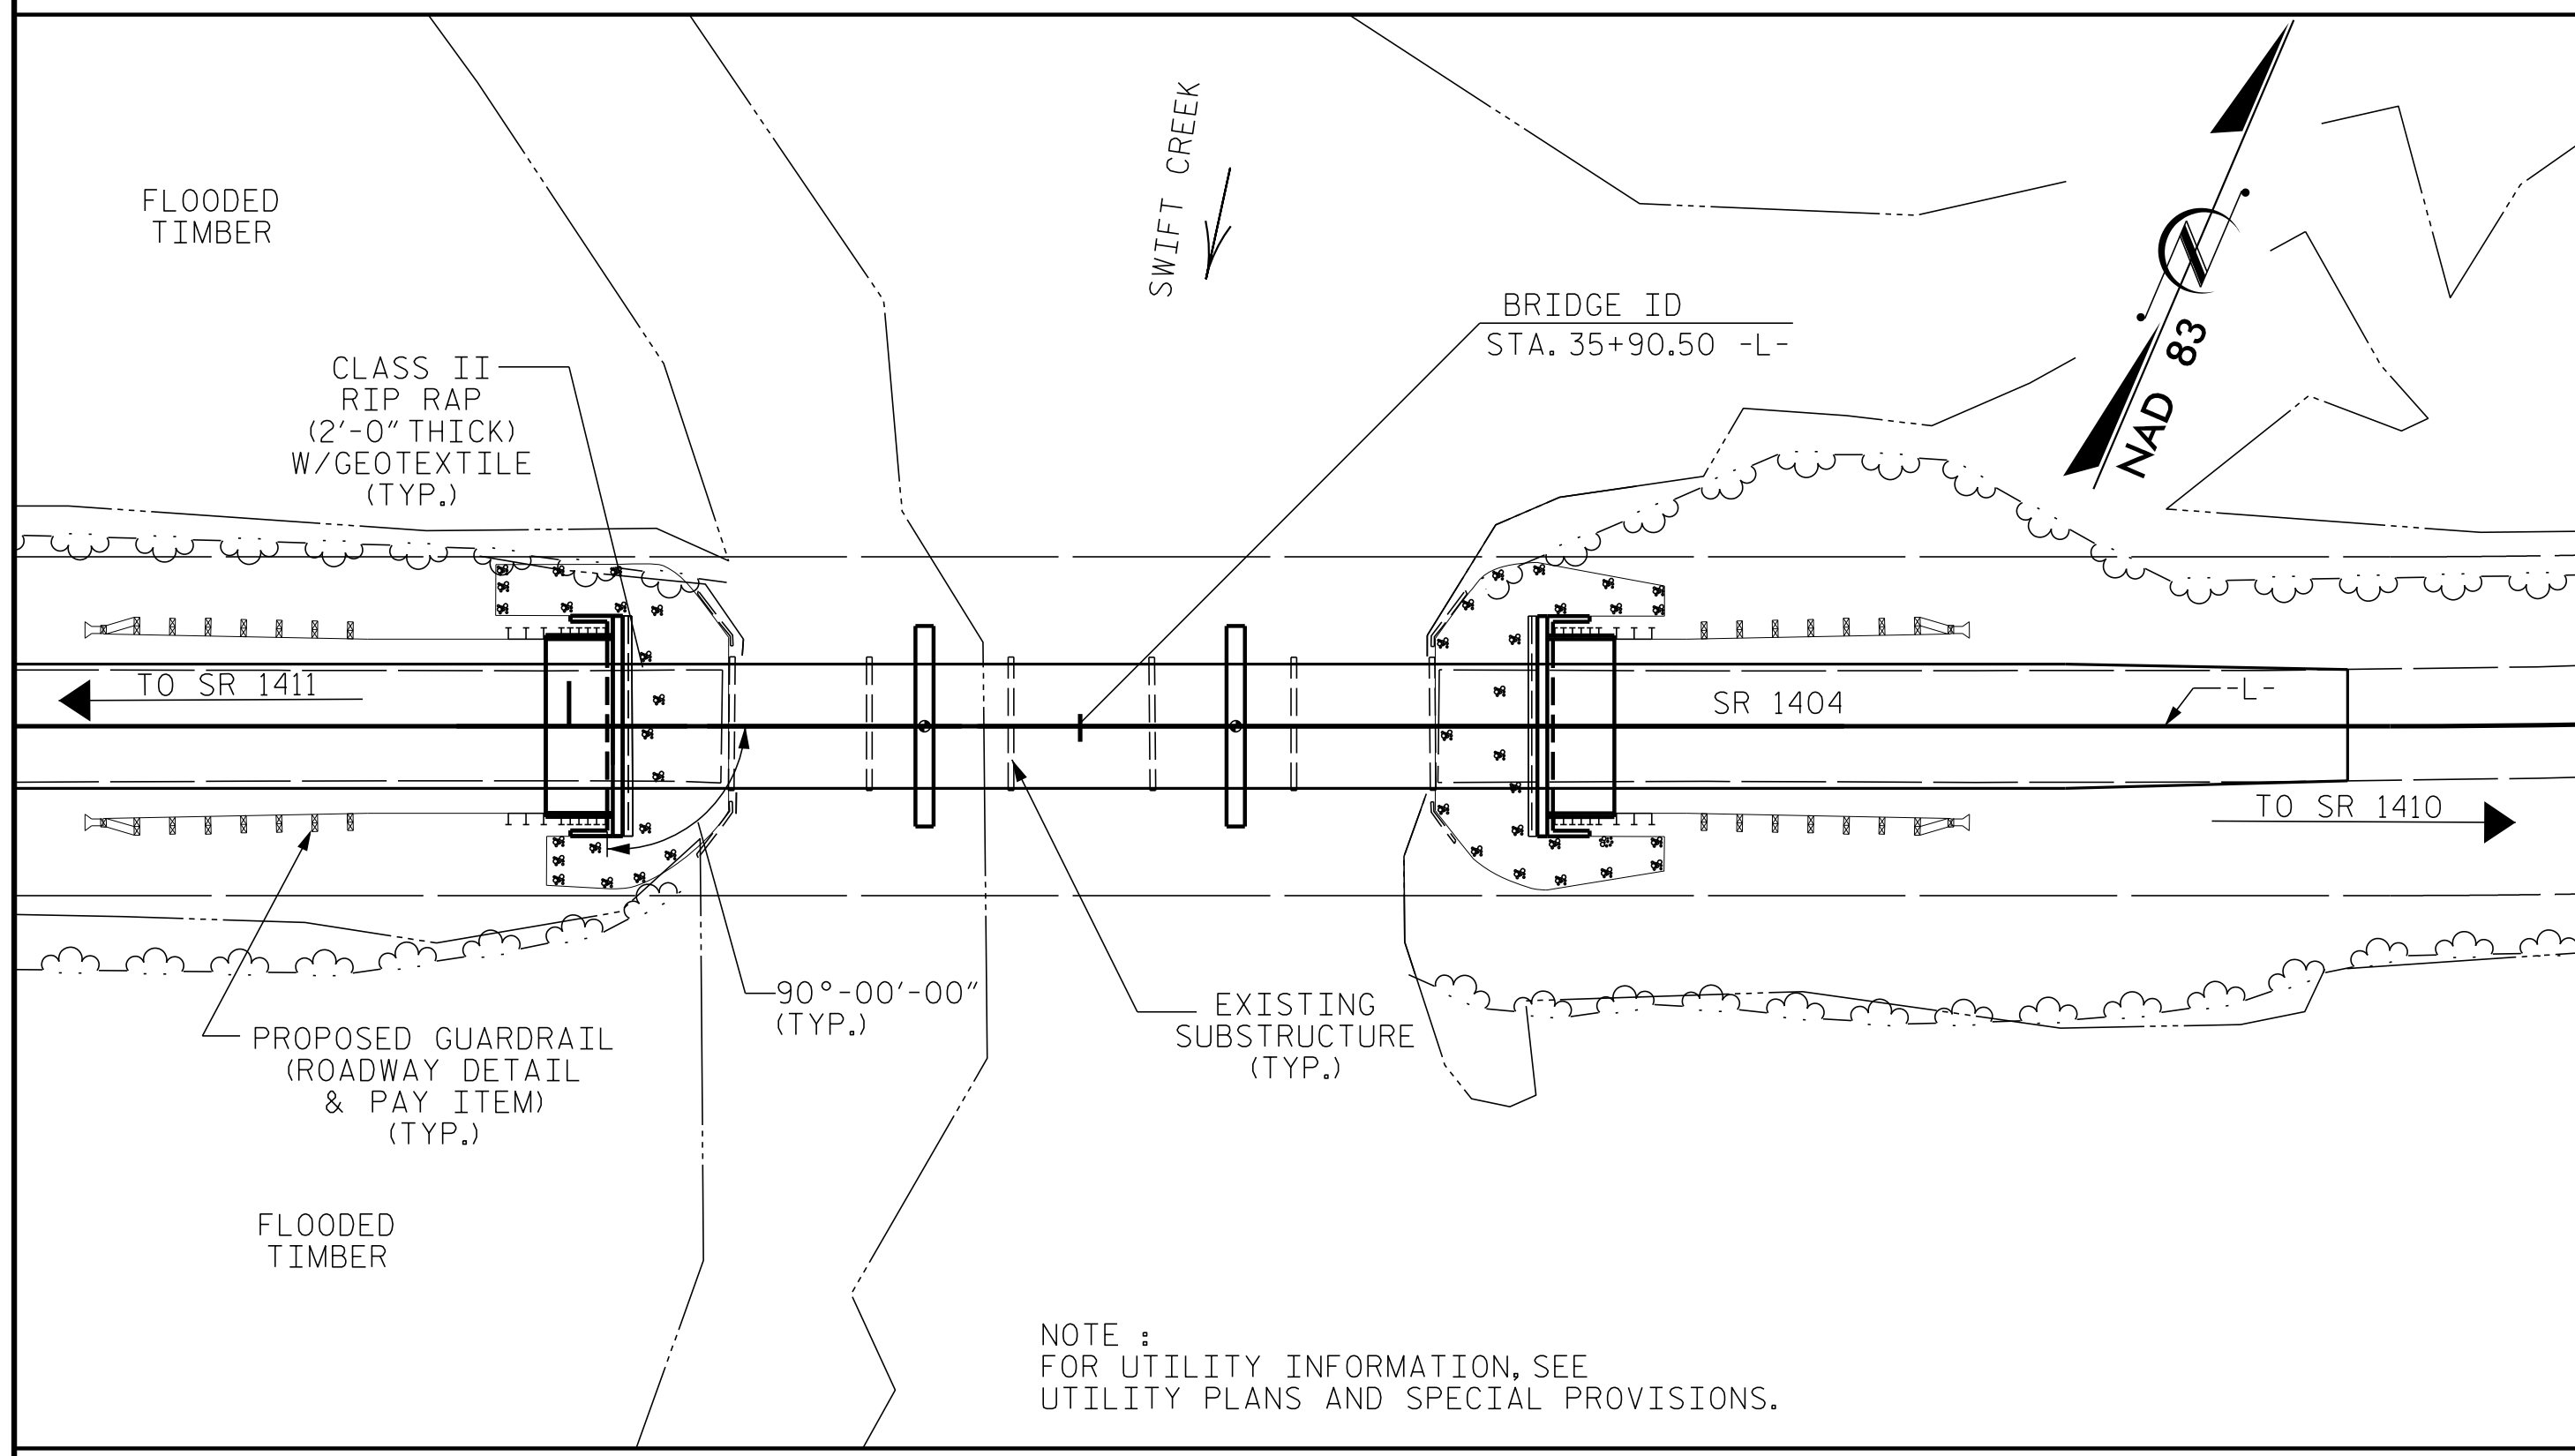 FLOODED
TIMBER
SWIFT CREEK
BRIDGE ID
STA. 35+90.50 -L-
NAD 83
CLASS II
RIP RAP
(2'-0" THICK)
W/GEOTEXTILE
(TYP.)
TO SR 1411
SR 1404
-L-
TO SR 1410
90°-00'-00"
(TYP.)
EXISTING
SUBSTRUCTURE
(TYP.)
PROPOSED GUARDRAIL
(ROADWAY DETAIL
& PAY ITEM)
(TYP.)
FLOODED
TIMBER
NOTE :
FOR UTILITY INFORMATION, SEE
UTILITY PLANS AND SPECIAL PROVISIONS.